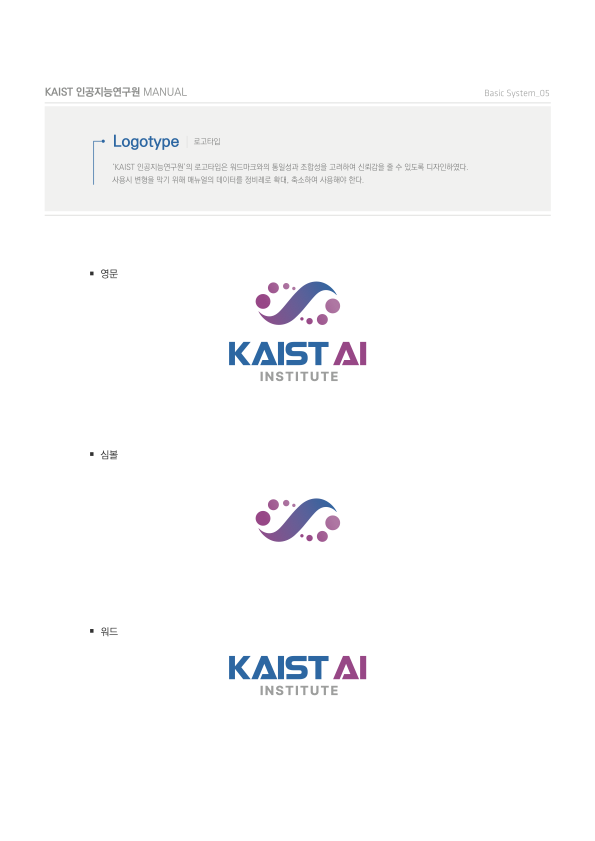 KAIST 인공지능연구원 MANUAL
Basic System_05
Logotype 로고타입
'KAIST 인공지능연구원'의 로고타입은 워드마크와의 통일성과 조합성을 고려하여 신뢰감을 줄 수 있도록 디자인하였다.
사용시 변형을 막기 위해 매뉴얼의 데이타를 정비례로 확대, 축소하여 사용해야 한다.
영문
KAIST AI
INSTITUTE
심볼
워드
KAIST AI
INSTITUTE